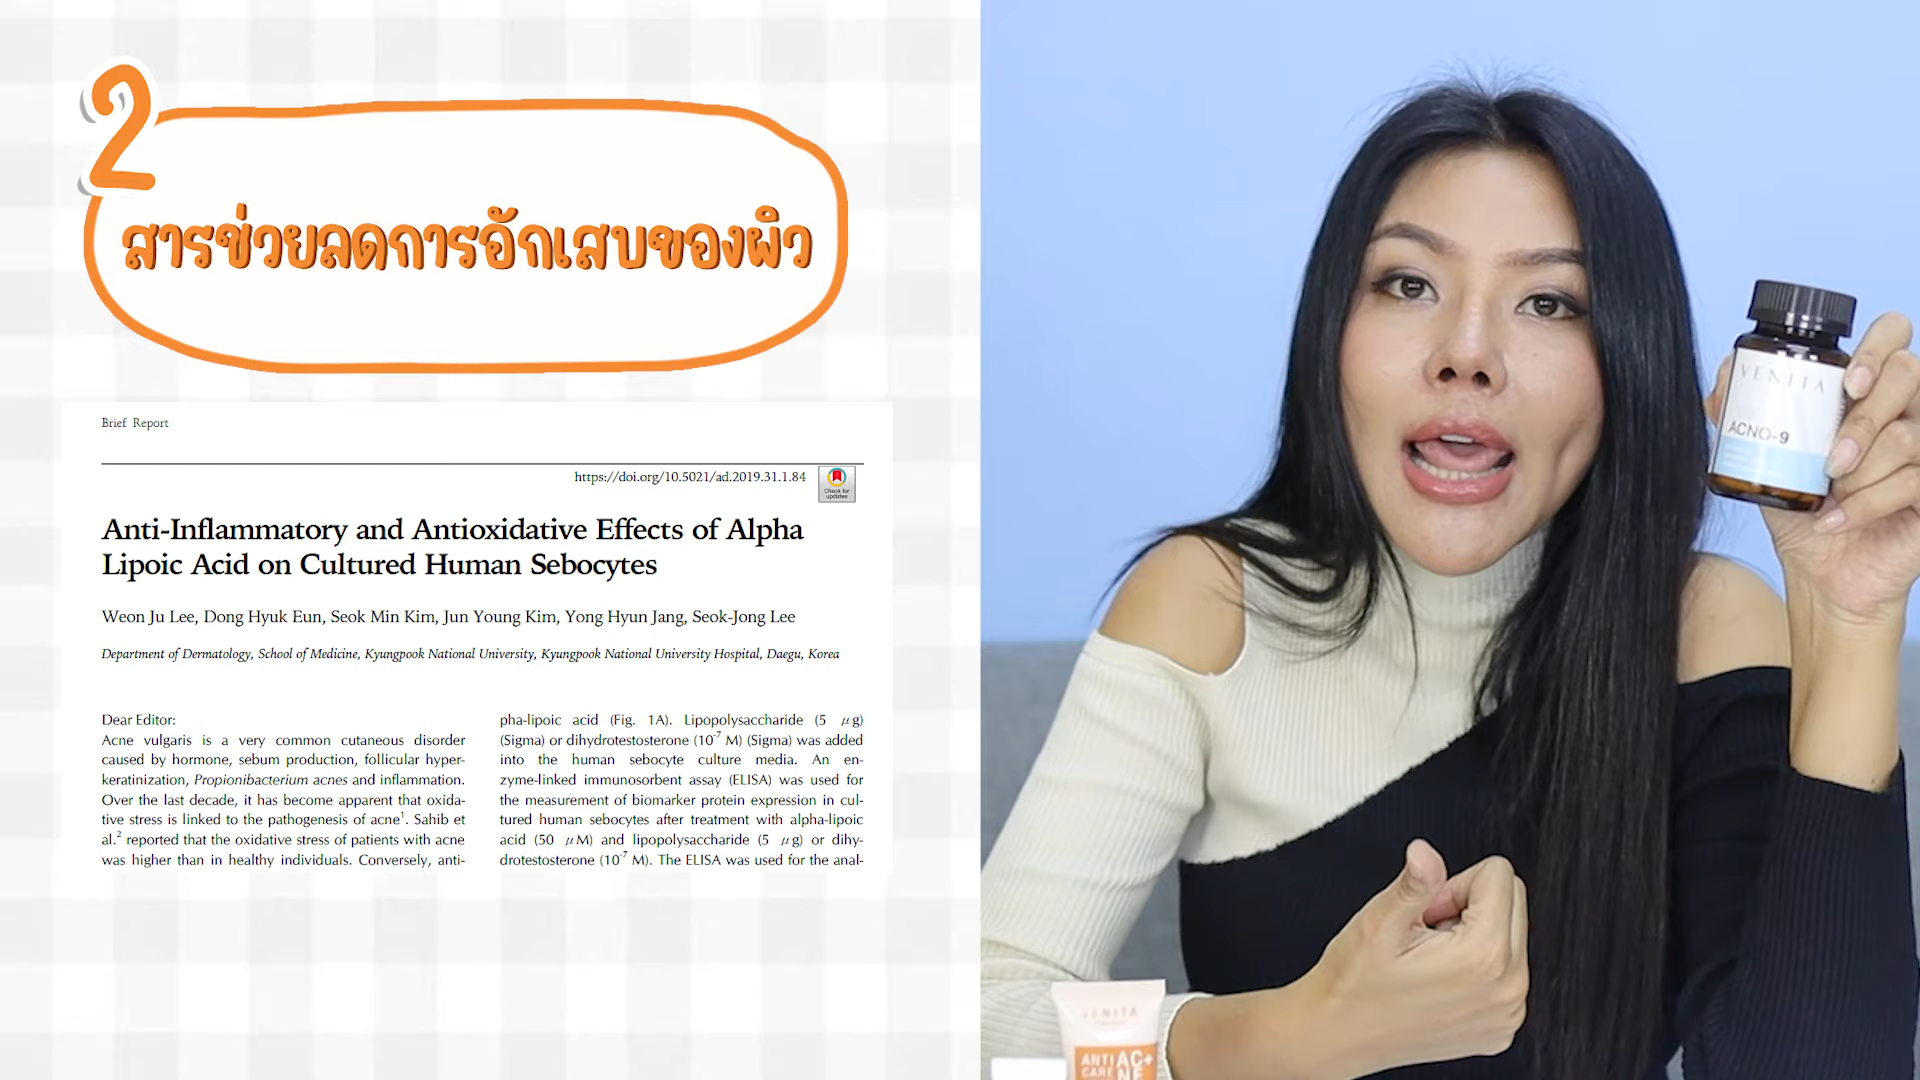 2
สารช่วยลดการอักเสบของผิว
Brief Report
https://doi.org/10.5021/ad.2019.31.1.84
Check for
updates
Anti-Inflammatory and Antioxidative Effects of Alpha
Lipoic Acid on Cultured Human Sebocytes
Weon Ju Lee, Dong Hyuk Eun, Seok Min Kim, Jun Young Kim, Yong Hyun Jang, Seok-Jong Lee
Department of Dermatology, School of Medicine, Kyungpook National University, Kyungpook National University Hospital, Daegu, Korea
Dear Editor:
Acne vulgaris is a very common cutaneous disorder
caused by hormone, sebum production, follicular hyper-
keratinization, Propionibacterium acnes and inflammation.
Over the last decade, it has become apparent that oxida-
tive stress is linked to the pathogenesis of acne1. Sahib et
al.2 reported that the oxidative stress of patients with acne
was higher than in healthy individuals. Conversely, anti-
pha-lipoic acid (Fig. 1A). Lipopolysaccharide (5 μg)
(Sigma) or dihydrotestosterone (10-7 M) (Sigma) was added
into the human sebocyte culture media. An en-
zyme-linked immunosorbent assay (ELISA) was used for
the measurement of biomarker protein expression in cul-
tured human sebocytes after treatment with alpha-lipoic
acid (50 μM) and lipopolysaccharide (5 μg) or dihy-
drotestosterone (10-7 M). The ELISA was used for the anal-
VENITA
ACNO-9
VENITA
ANTI AC+
CARE NE